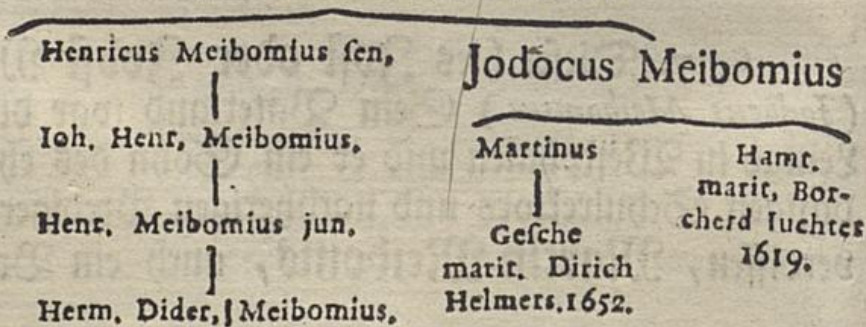 Henricus Meibomius ſen,
Ioh, Henr, Meibomius,
Henr, Meibomius jun.
Herm, Dider, Meibomius,
Jodocus Meibomius
Martinus
Geſche
marit. Dirich
Helmers.1652.
Hamt.
marit, Bor-
cherd Iuchtes
1619.